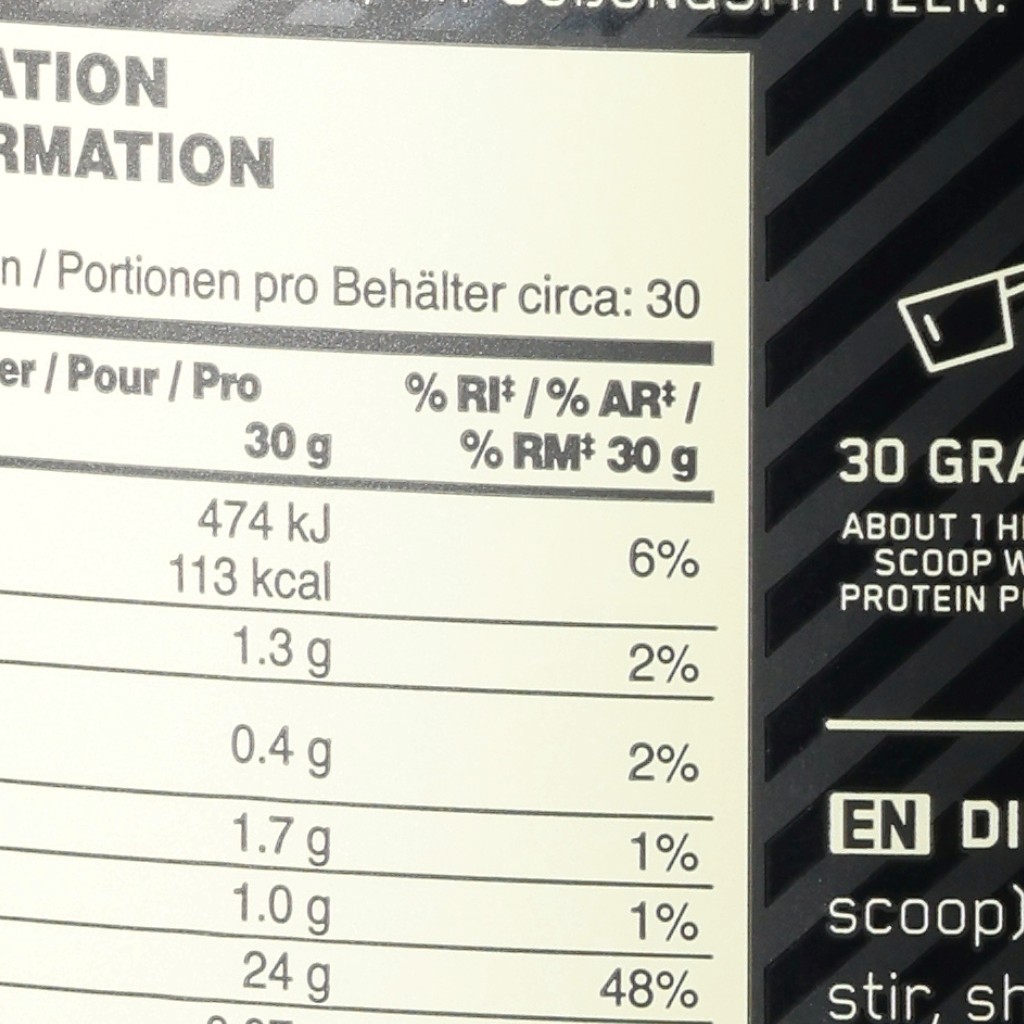 ATION
RMATION
n / Portionen pro Behälter circa: 30
er / Pour / Pro
30 g
% RI‡ / % AR‡ /
% RM‡ 30 g
474 kJ
113 kcal
6%
1.3 g 2%
0.4 g 2%
1.7 g 1%
1.0 g 1%
24 g 48%
30 GRA
ABOUT 1 H
SCOOP W
PROTEIN P
EN DI
scoop)
stir, sh